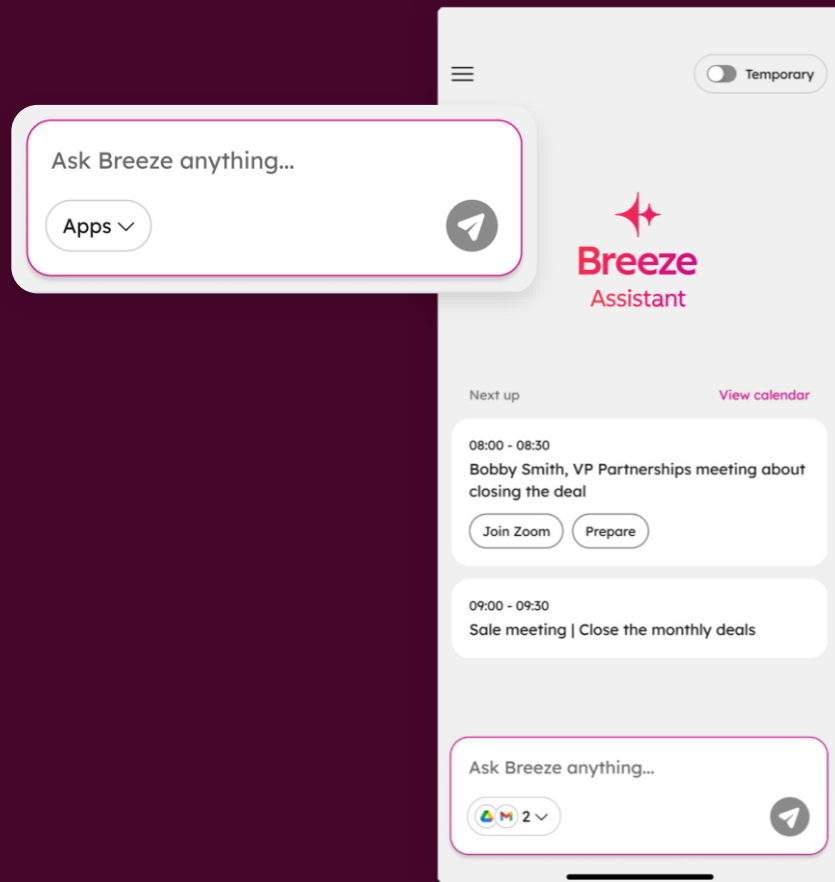 Temporary
Ask Breeze anything...
Apps
Breeze
Assistant
Next up
View calendar
08:00 - 08:30
Bobby Smith, VP Partnerships meeting about
closing the deal
Join Zoom
Prepare
09:00 - 09:30
Sale meeting | Close the monthly deals
Ask Breeze anything...
2